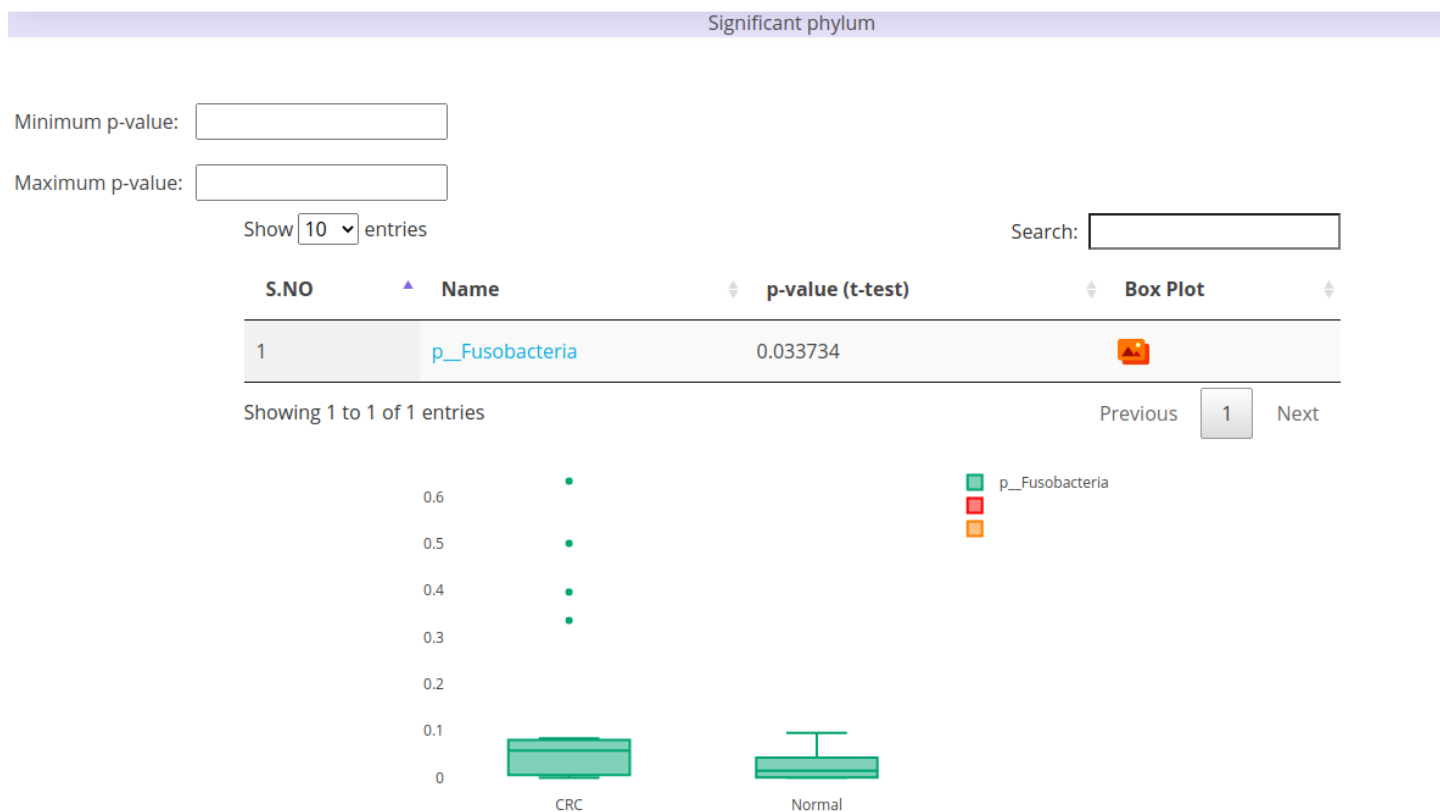 Significant phylum
Minimum p-value:
Maximum p-value:
Show 10 entries
Search:
S.NO Name p-value (t-test) Box Plot
1 p__Fusobacteria 0.033734
Showing 1 to 1 of 1 entries
Previous 1 Next
p__Fusobacteria
0.6
0.5
0.4
0.3
0.2
0.1
0
CRC Normal